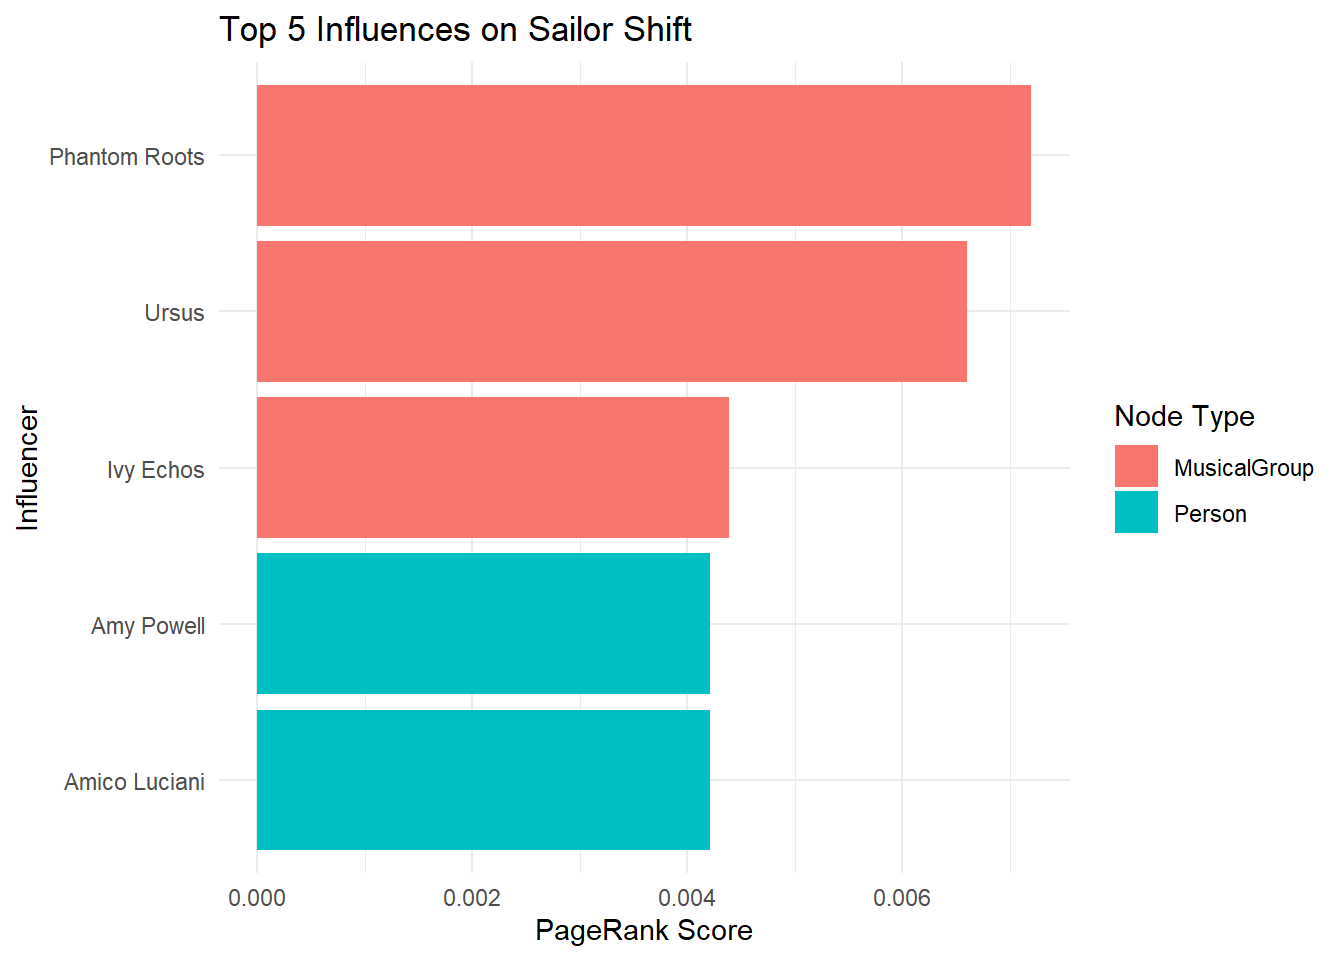 Top 5 Influences on Sailor Shift
Influencer
Phantom Roots
Ursus
Ivy Echos
Amy Powell
Amico Luciani
0.000
0.002
0.004
0.006
PageRank Score
Node Type
MusicalGroup
Person